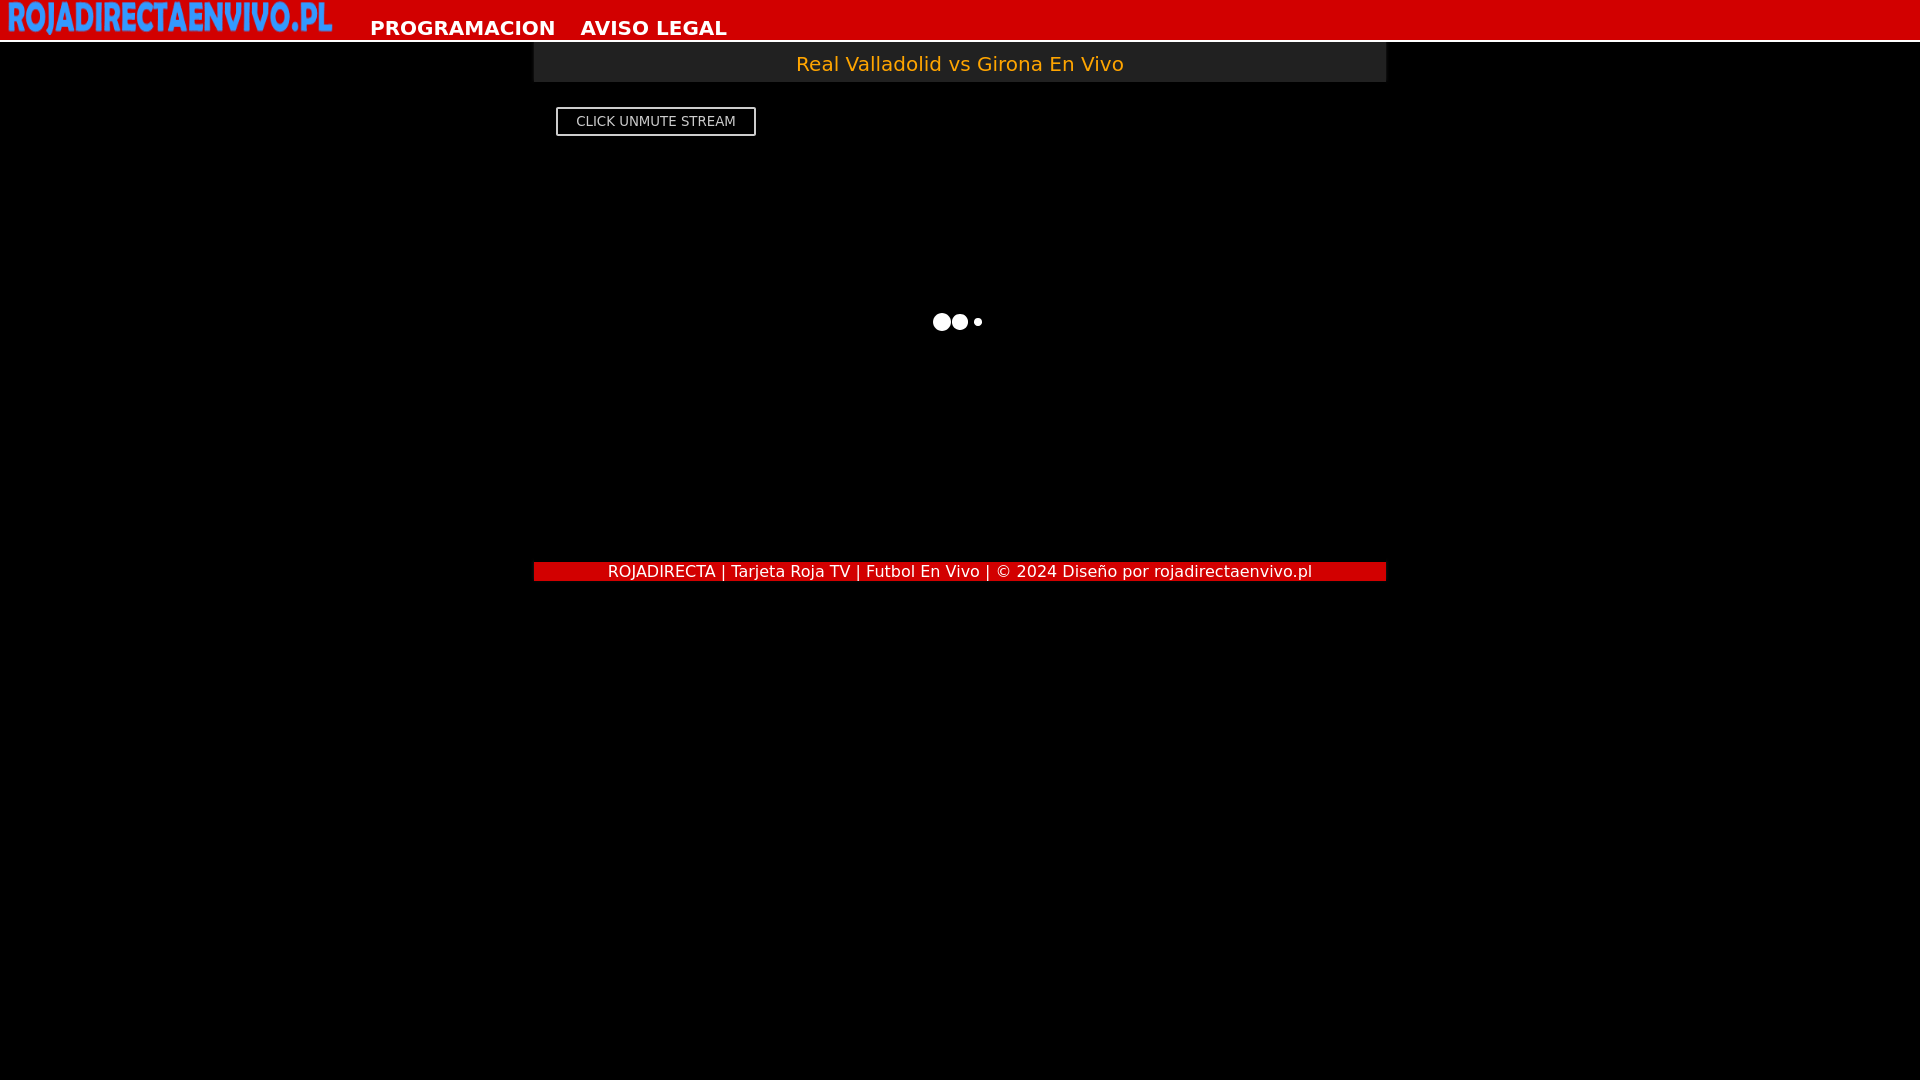 ROJADIRECTAENVIVO.PL
PROGRAMACION
AVISO LEGAL
Real Valladolid vs Girona En Vivo
CLICK UNMUTE STREAM
ROJADIRECTA | Tarjeta Roja TV | Futbol En Vivo | © 2024 Diseño por rojadirectaenvivo.pl